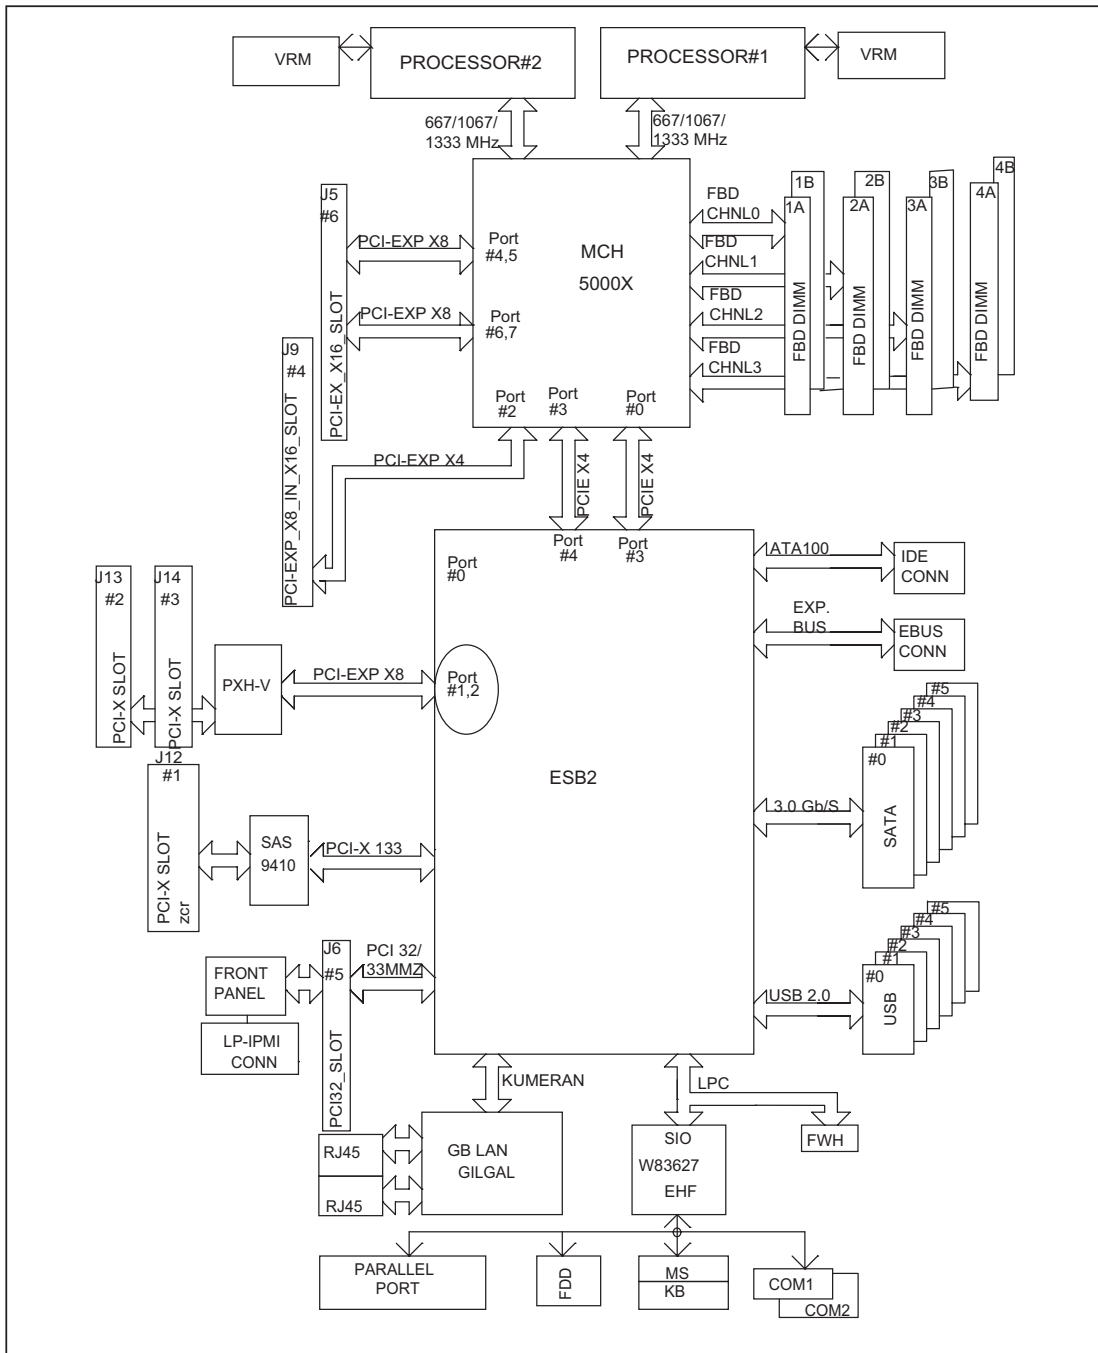 VRM
PROCESSOR#2
PROCESSOR#1
VRM
667/1067/
1333 MHz
667/1067/
1333 MHz
J5
#6
PCI-EX_X16_SLOT
PCI-EXP X8
Port
#4,5
PCI-EXP X8
Port
#6,7
MCH
5000X
FBD
CHNL0
FBD
CHNL1
FBD
CHNL2
FBD
CHNL3
1B
1A
FBD DIMM
2B
2A
FBD DIMM
3B
3A
FBD DIMM
4B
4A
FBD DIMM
J9
#4
PCI-EXP_X8_IN_X16_SLOT
Port
#2
Port
#3
Port
#0
PCI-EXP X4
PCIE X4
PCIE X4
Port
#0
Port
#4
Port
#3
ATA100
IDE
CONN
EXP.
BUS
EBUS
CONN
J13
#2
PCI-X SLOT
J14
#3
PCI-X SLOT
PXH-V
PCI-EXP X8
Port
#1,2
ESB2
#5
#4
#3
#2
#1
#0
SATA
3.0 Gb/S
J12
#1
PCI-X SLOT
zcr
SAS
9410
PCI-X 133
#5
#4
#3
#2
#1
#0
USB
USB 2.0
J6
#5
PCI32_SLOT
PCI 32/
33MMZ
FRONT
PANEL
LP-IPMI
CONN
KUMERAN
LPC
RJ45
RJ45
GB LAN
GILGAL
SIO
W83627
EHF
FWH
PARALLEL
PORT
FDD
MS
KB
COM1
COM2